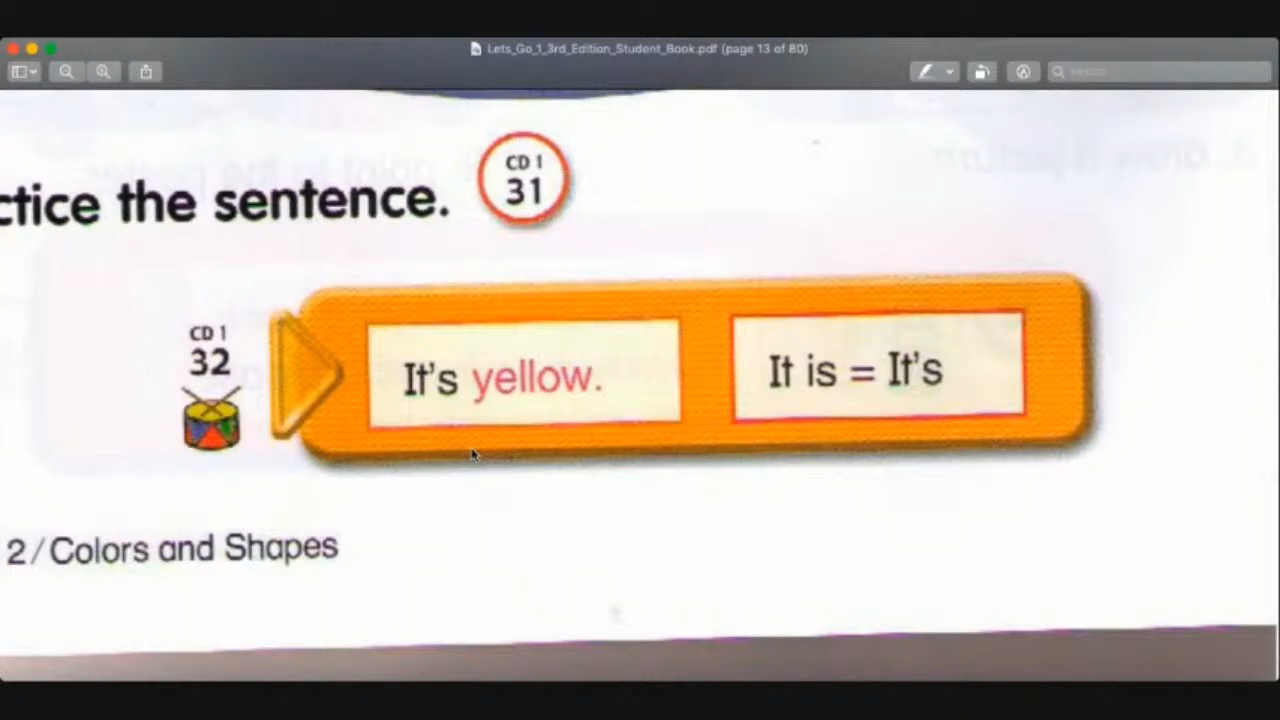 Lets_Go_1_3rd_Edition_Student_Book.pdf (page 13 of 80)
Search
CD 1
31
ctice the sentence.
CD 1
32
It's yellow.
It is = It's
2/Colors and Shapes